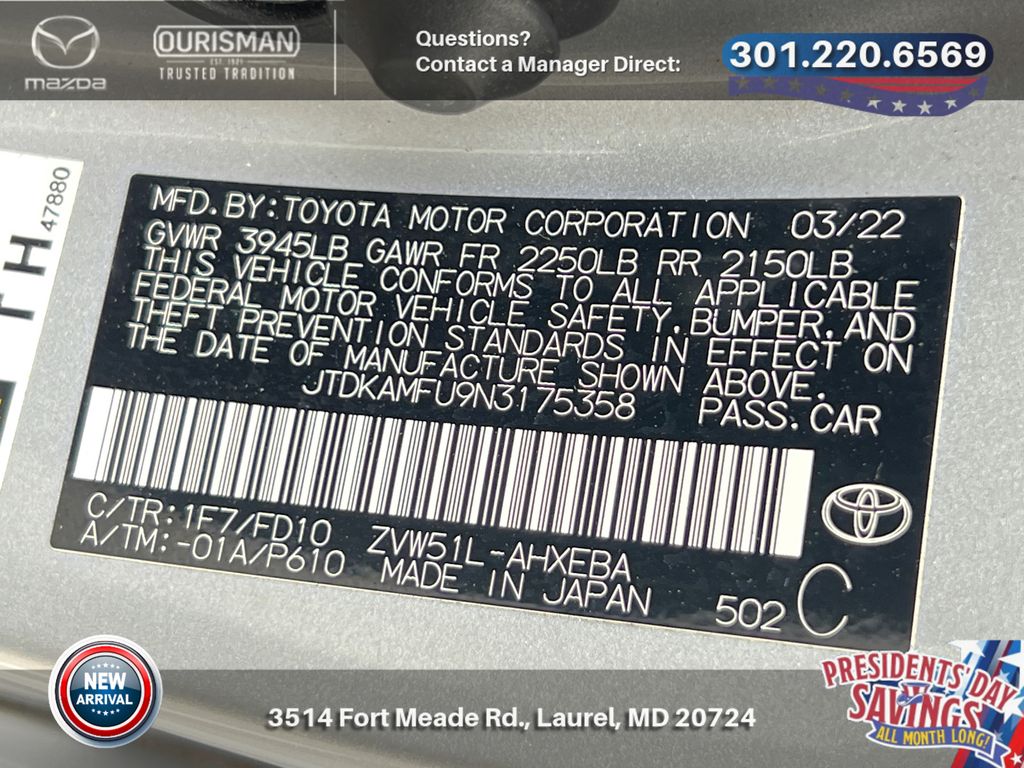 mazda
OURISMAN
EST. 1921
TRUSTED TRADITION
Questions?
Contact a Manager Direct:
301.220.6569
47880
TH
MFD.BY:TOYOTA MOTOR CORPORATION 03/22
GVWR 3945LB GAWR FR 2250LB RR 2150LB
THIS VEHICLE CONFORMS TO ALL APPLICABLE
FEDERAL MOTOR VEHICLE SAFETY,BUMPER,AND
THEFT PREVENTION STANDARDS IN EFFECT ON
THE DATE OF MANUFACTURE SHOWN ABOVE.
JTDKAMFU9N3175358 PASS.CAR
C/TR:1F7/FD10 ZVW51L-AHXEBA
A/TM:-01A/P610 MADE IN JAPAN 502 C
NEW
ARRIVAL
3514 Fort Meade Rd., Laurel, MD 20724
PRESIDENTS' DAY
SAVINGS
ALL MONTH LONG!